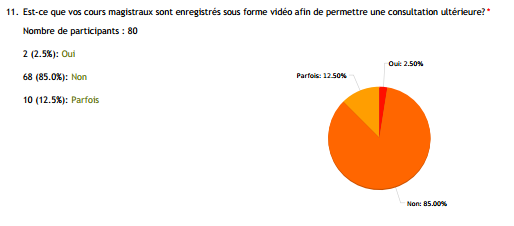 11. Est-ce que vos cours magistraux sont enregistrés sous forme vidéo afin de permettre une consultation ultérieure? *
Nombre de participants : 80
2 (2.5%): Oui
68 (85.0%): Non
10 (12.5%): Parfois
Oui: 2.50%
Parfois: 12.50%
Non: 85.00%